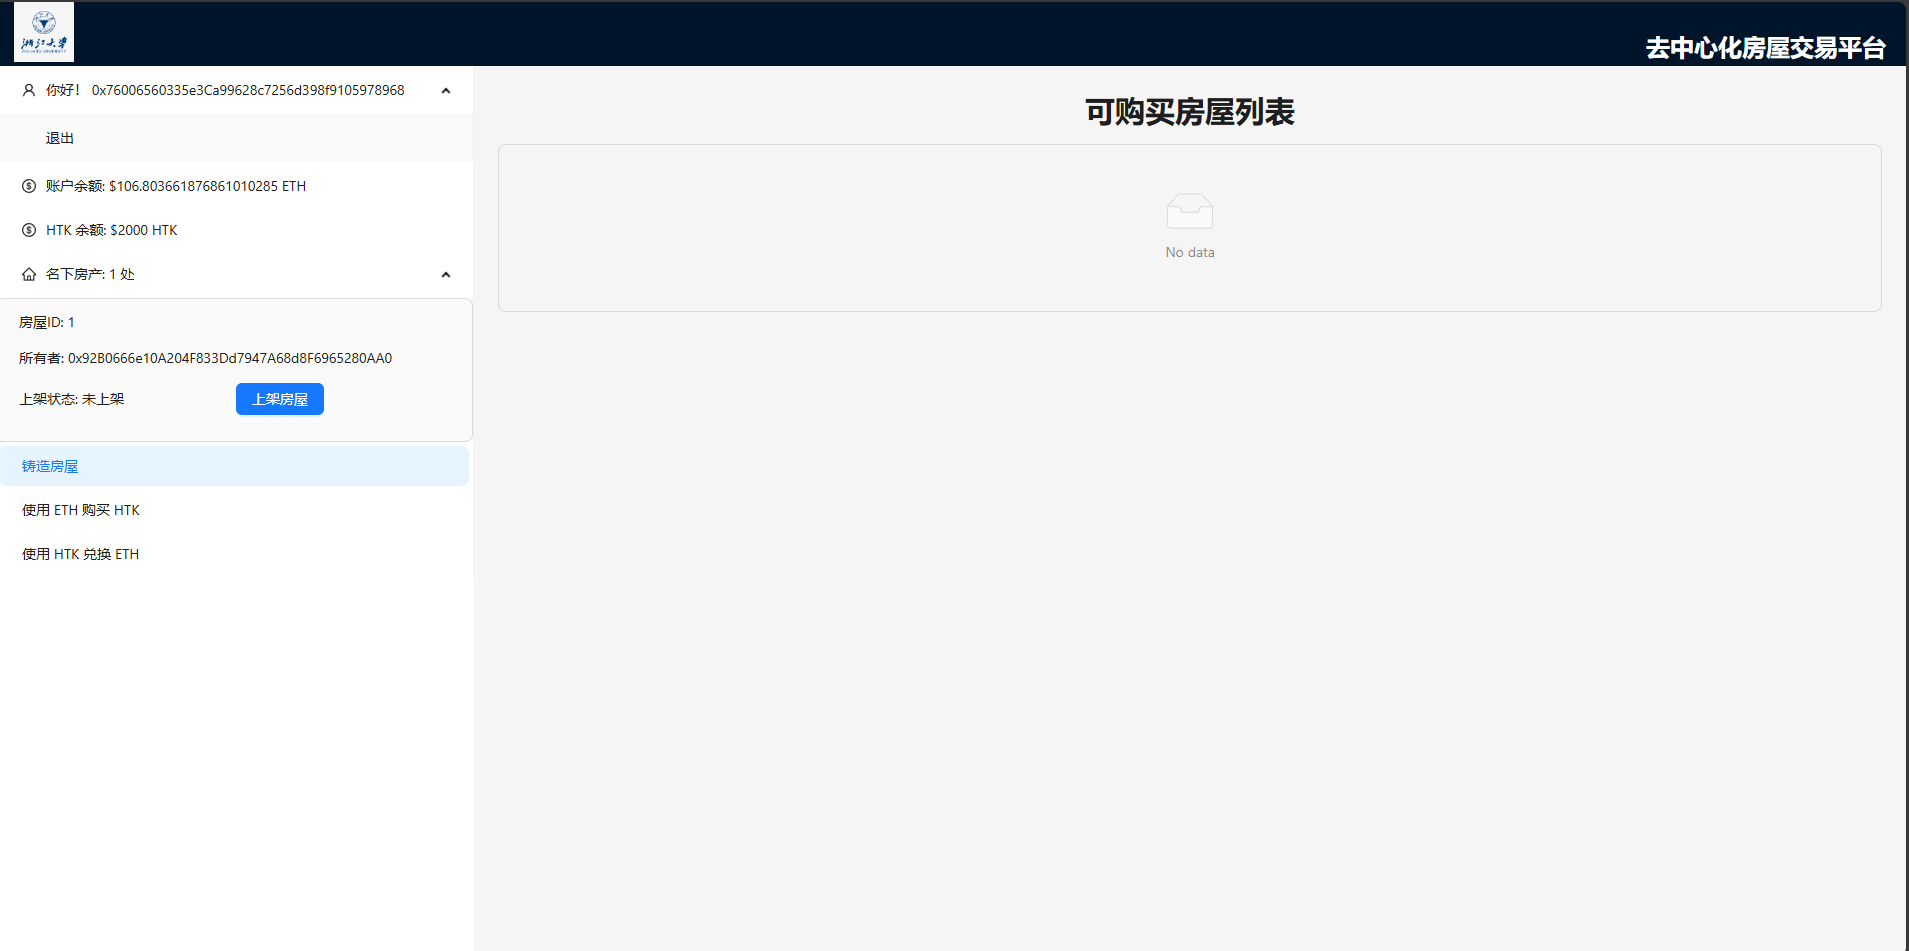 浙江大学
ZHEJIANG UNIVERSITY
去中心化房屋交易平台
你好！ 0x76006560335e3Ca99628c7256d398f9105978968
退出
账户余额: $106.803661876861010285 ETH
HTK 余额: $2000 HTK
名下房产: 1 处
房屋ID: 1
所有者: 0x92B0666e10A204F833Dd7947A68d8F6965280AA0
上架状态: 未上架
上架房屋
铸造房屋
使用 ETH 购买 HTK
使用 HTK 兑换 ETH
可购买房屋列表
No data